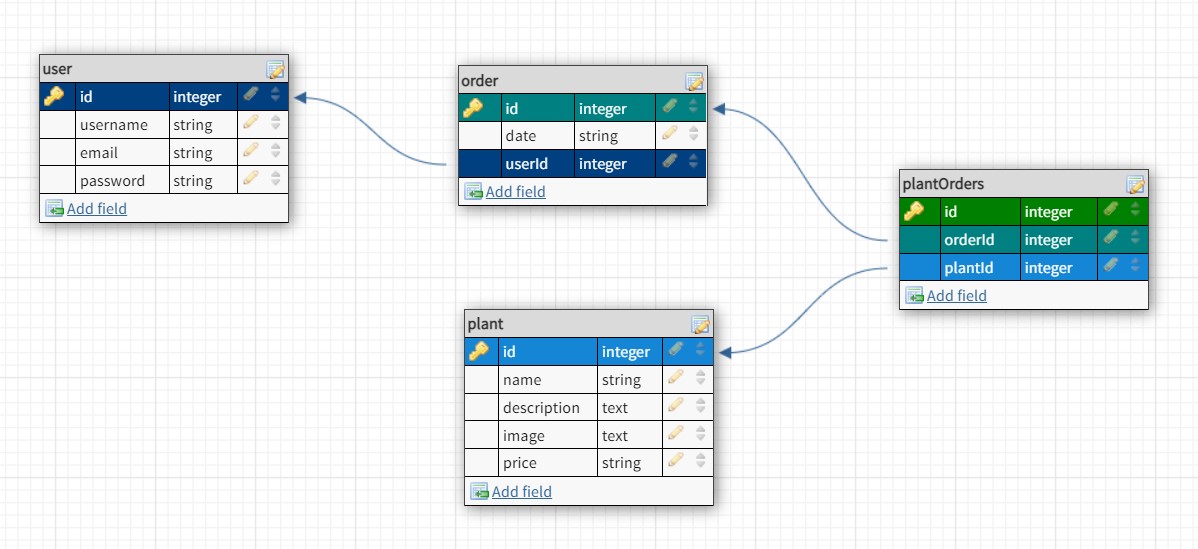 user
id integer
username string
email string
password string
Add field
order
id integer
date string
userId integer
Add field
plantOrders
id integer
orderId integer
plantId integer
Add field
plant
id integer
name string
description text
image text
price string
Add field